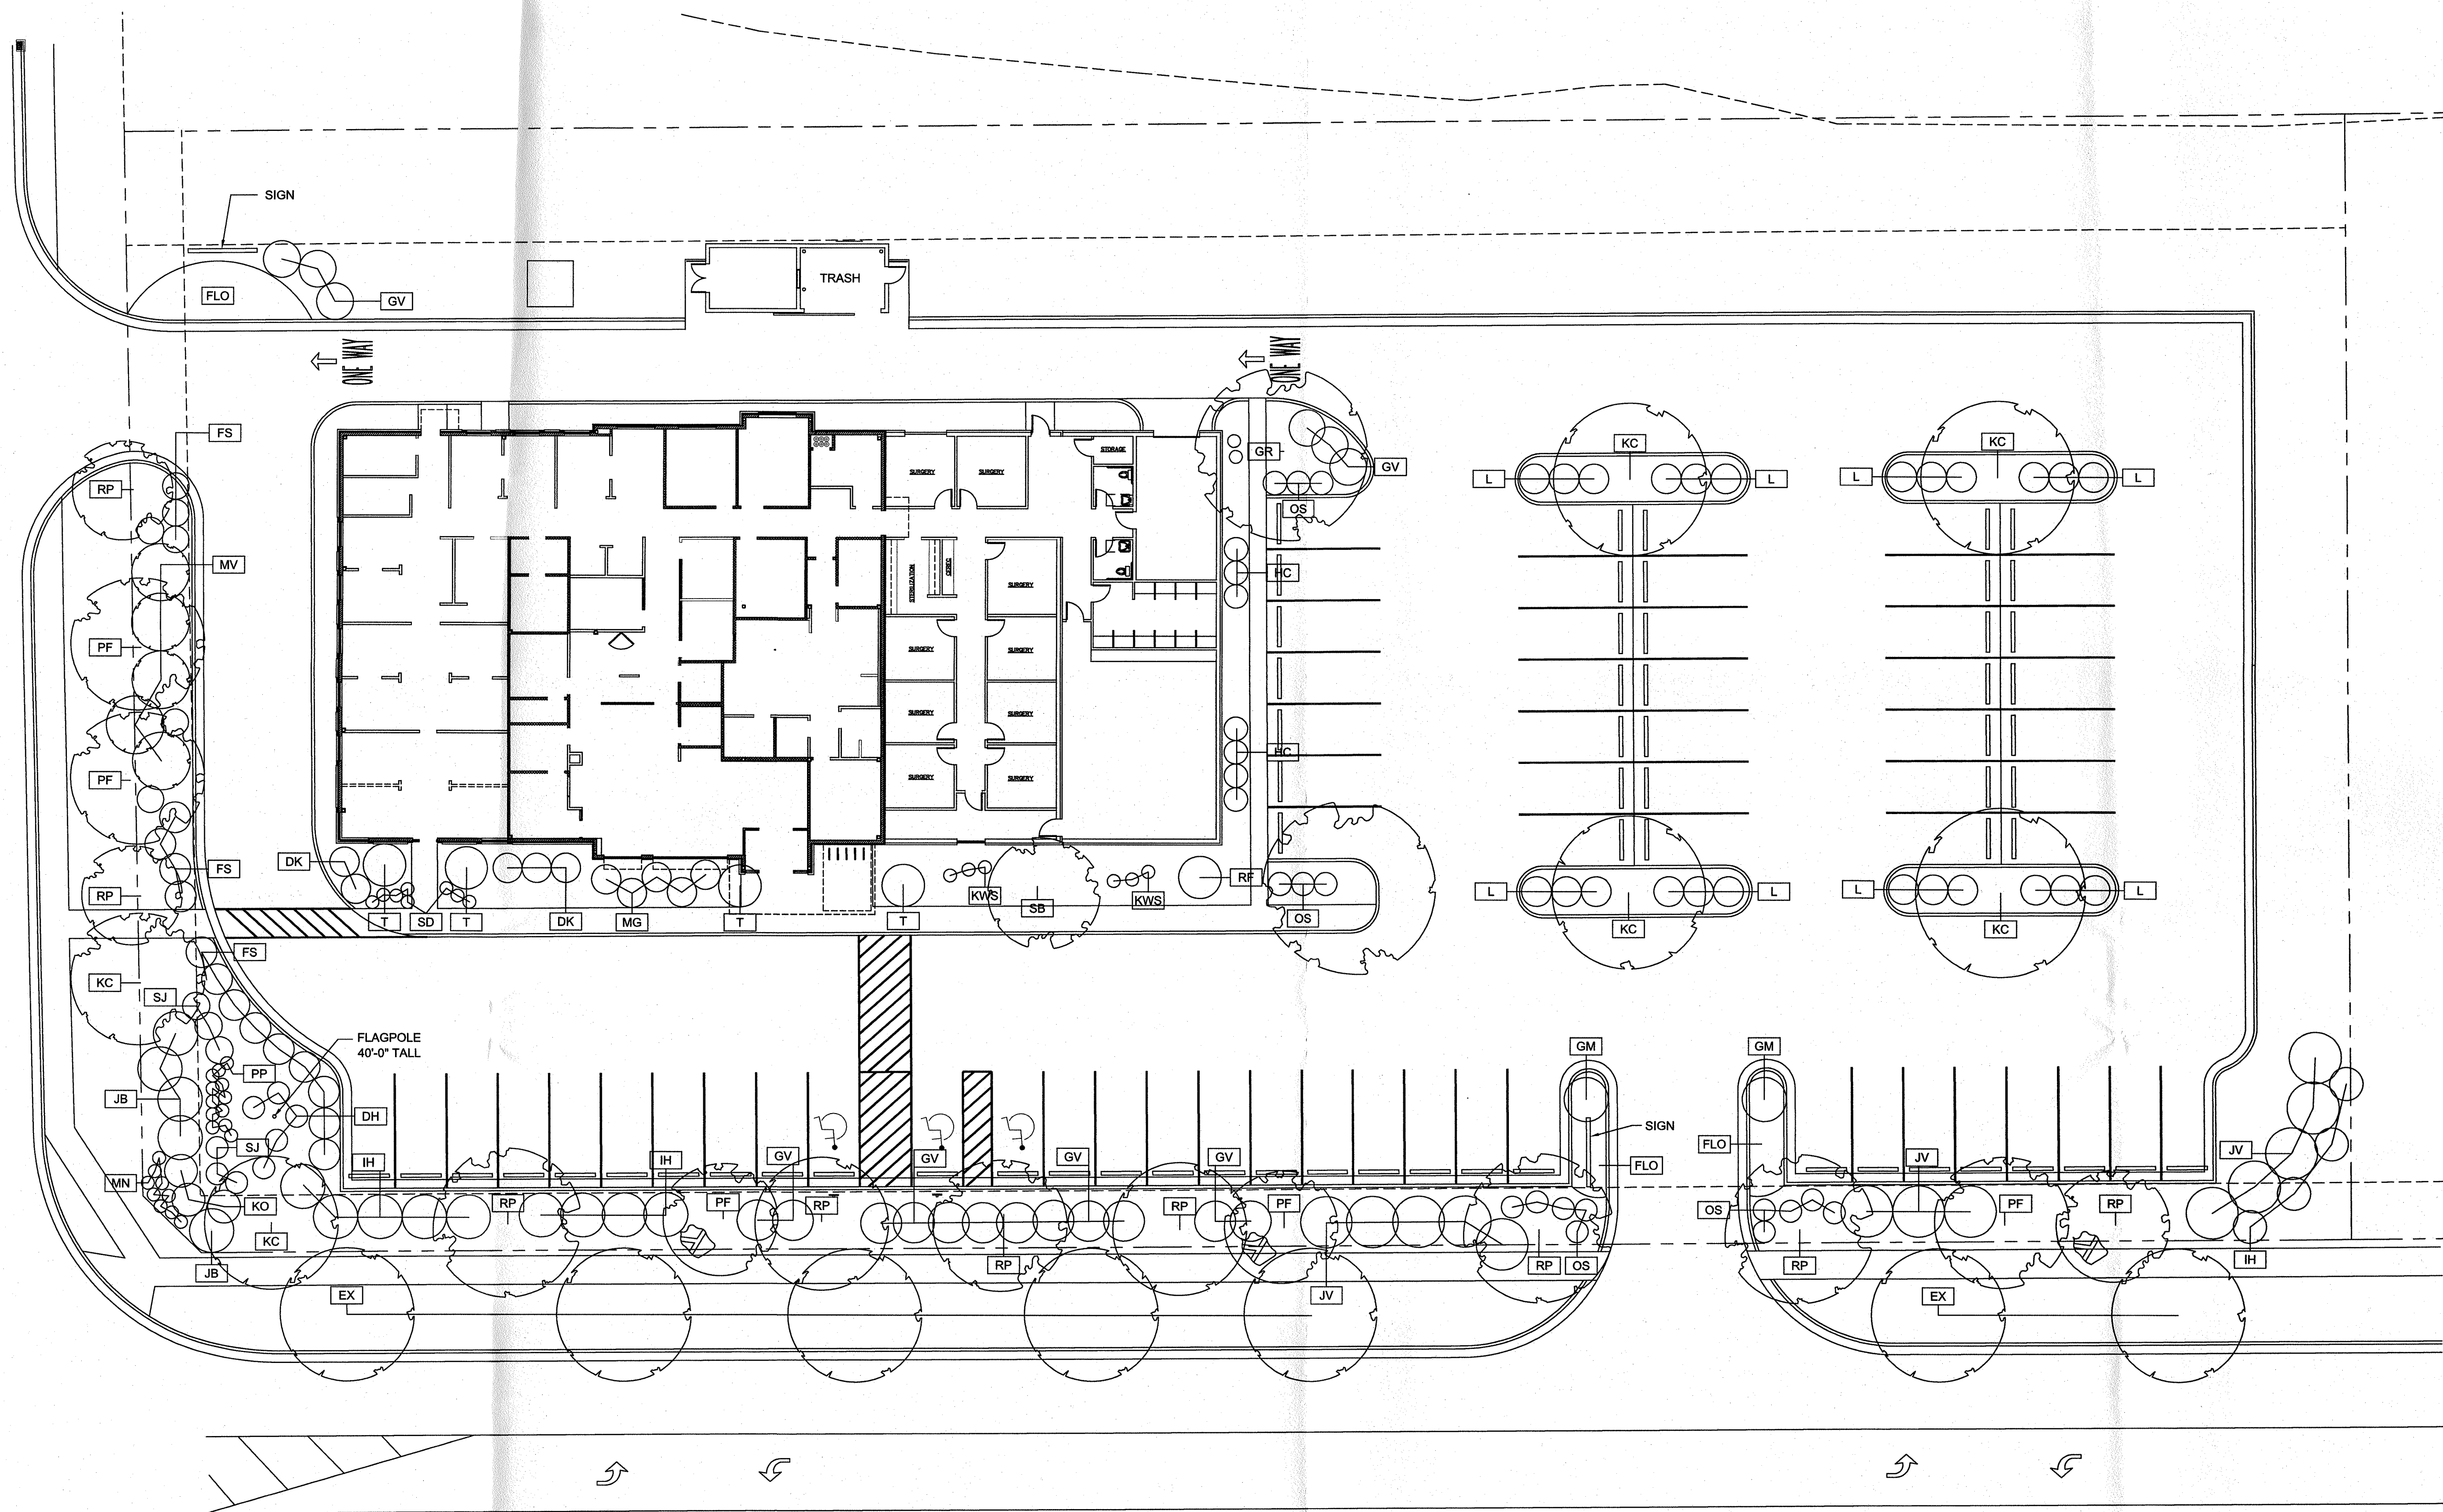 SIGN
TRASH
FLO
GV
ONE WAY
ONE WAY
FS
GR
GV
KC
KC
STORAGE
SURGERY
SURGERY
RP
L
L
L
L
OS
MV
HC
STERILIZATION
CEREC
SURGERY
PF
SURGERY
SURGERY
SURGERY
SURGERY
HC
PF
SURGERY
SURGERY
DK
FS
RF
L
L
L
L
RP
KWS
KWS
SB
OS
T
SD
T
DK
MG
T
T
KC
KC
FS
KC
SJ
FLAGPOLE
40'-0" TALL
GM
GM
PP
JB
DH
SIGN
SJ
FLO
JV
JV
IH
IH
GV
GV
GV
GV
FLO
MN
KO
RP
PF
RP
RP
PF
OS
PF
RP
KC
RP
RP
OS
RP
IH
JB
EX
JV
EX